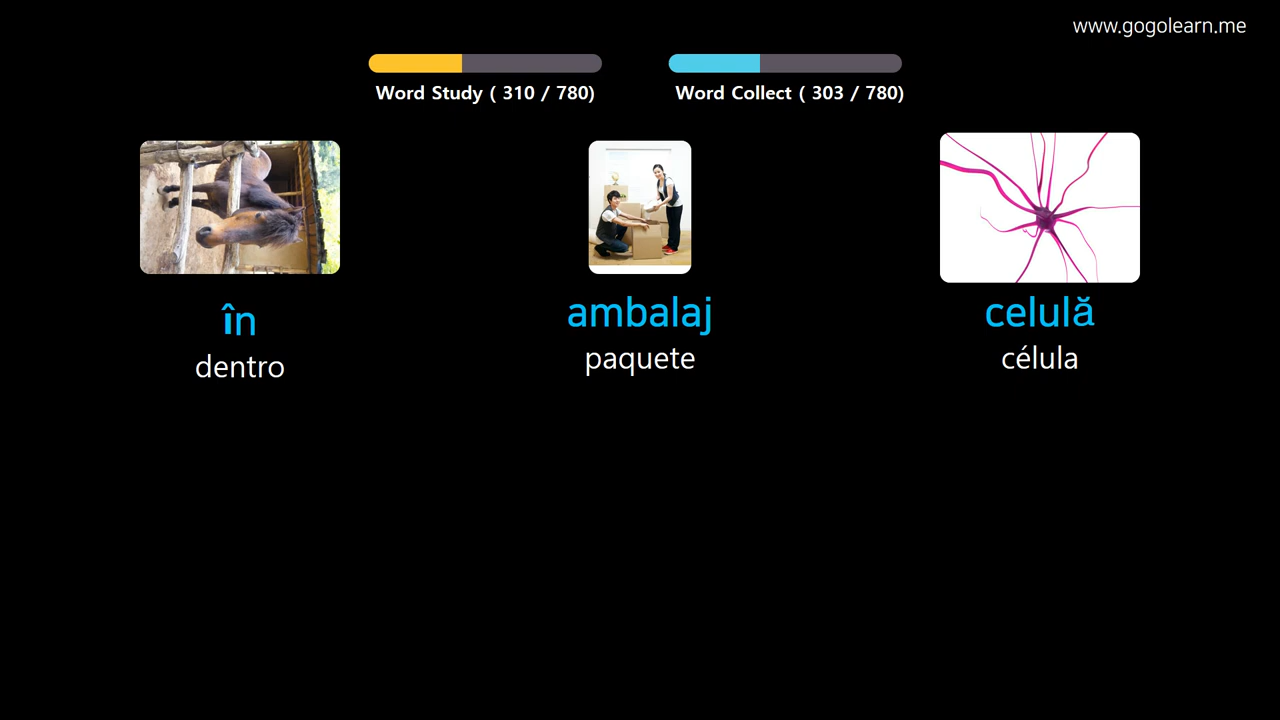 www.gogolearn.me
Word Study ( 310 / 780)
Word Collect ( 303 / 780)
în
dentro
ambalaj
paquete
celulă
célula